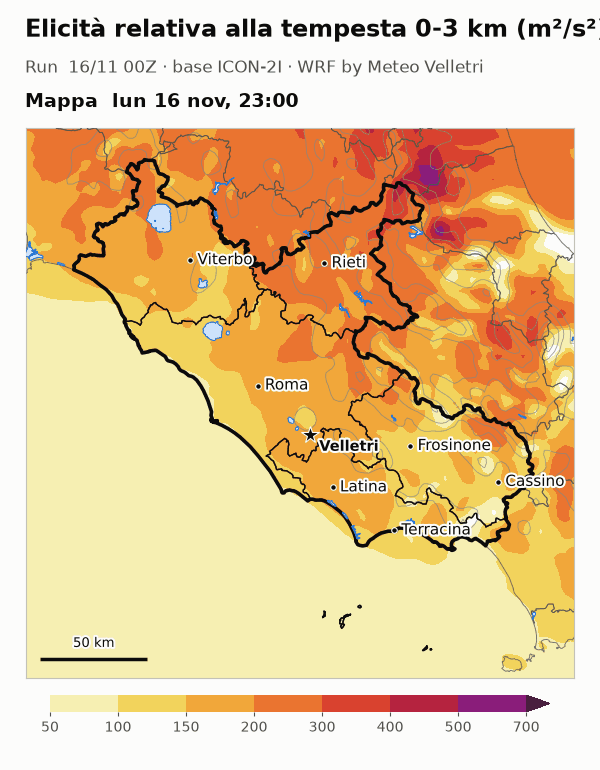 Elicità relativa alla tempesta 0-3 km (m²/s²)
Run  16/11 00Z · base ICON-2I · WRF by Meteo Velletri
Mappa  lun 16 nov, 23:00
Viterbo
Rieti
Roma
Velletri
Frosinone
Cassino
Latina
Terracina
50 km
50 100 150 200 300 400 500 700